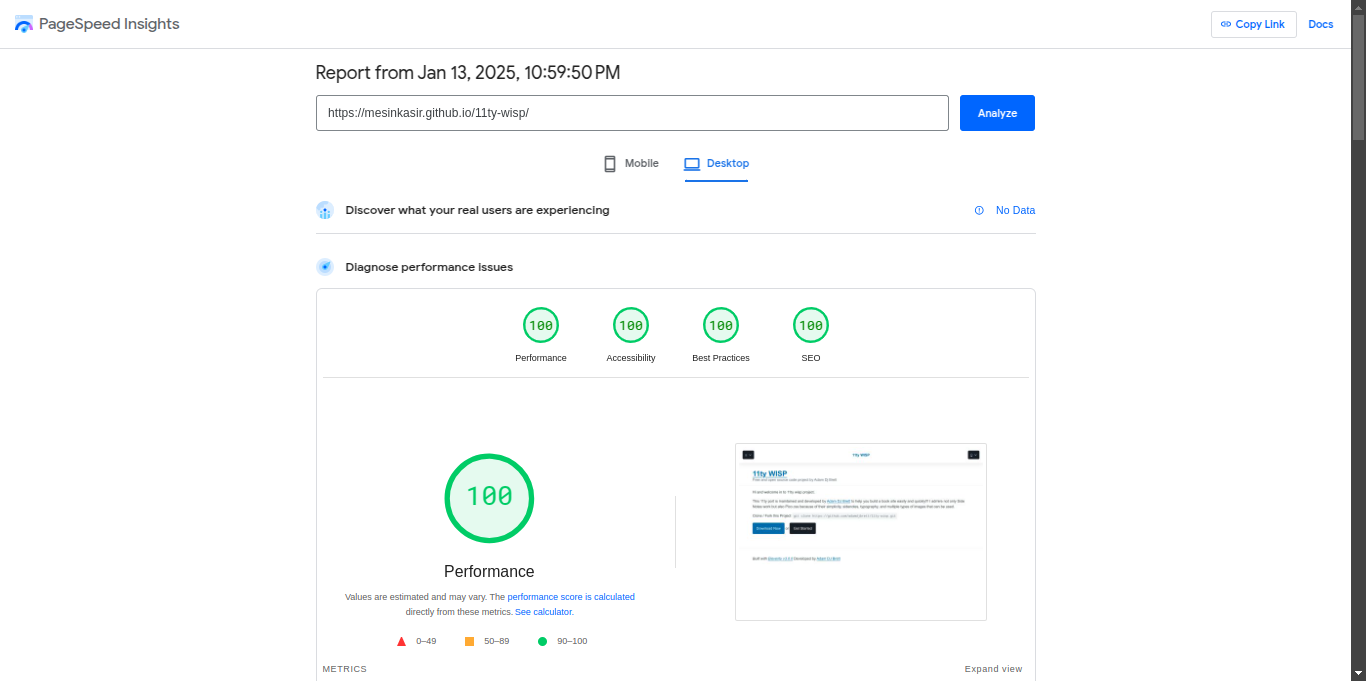 PageSpeed Insights
Copy Link
Docs
Report from Jan 13, 2025, 10:59:50 PM
https://mesinkasir.github.io/11ty-wisp/
Analyze
Mobile
Desktop
Discover what your real users are experiencing
No Data
Diagnose performance issues
100
100
100
100
Performance
Accessibility
Best Practices
SEO
100
11ty WISP
11ty WISP
Download Now
Get Started
Performance
Values are estimated and may vary. The performance score is calculated
directly from these metrics. See calculator.
0–49
50–89
90–100
METRICS
Expand view